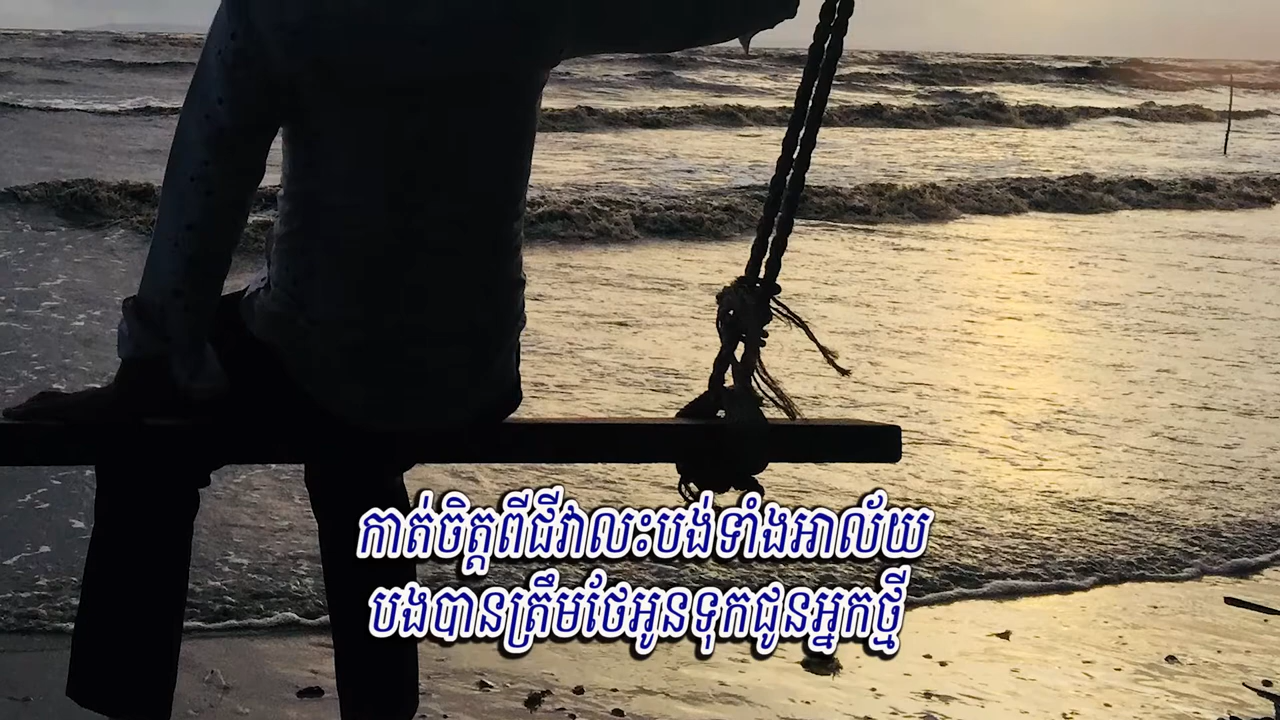 កាត់ចិត្តពីជីវាលះបង់ទាំងអាល័យ
បងបានត្រឹមថែអូនទុកជូនអ្នកថ្មី